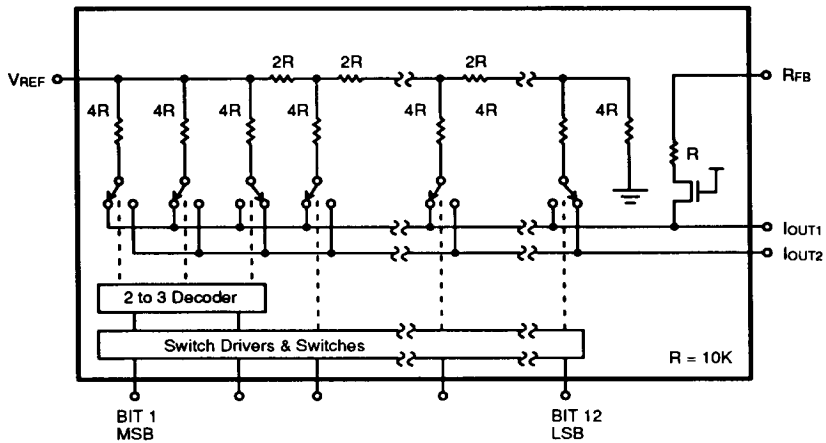 2R 2R 2R
VREF RFB
4R 4R 4R 4R 4R 4R 4R
R
IOUT1
IOUT2
2 to 3 Decoder
Switch Drivers & Switches
R = 10K
BIT 1 BIT 12
MSB LSB